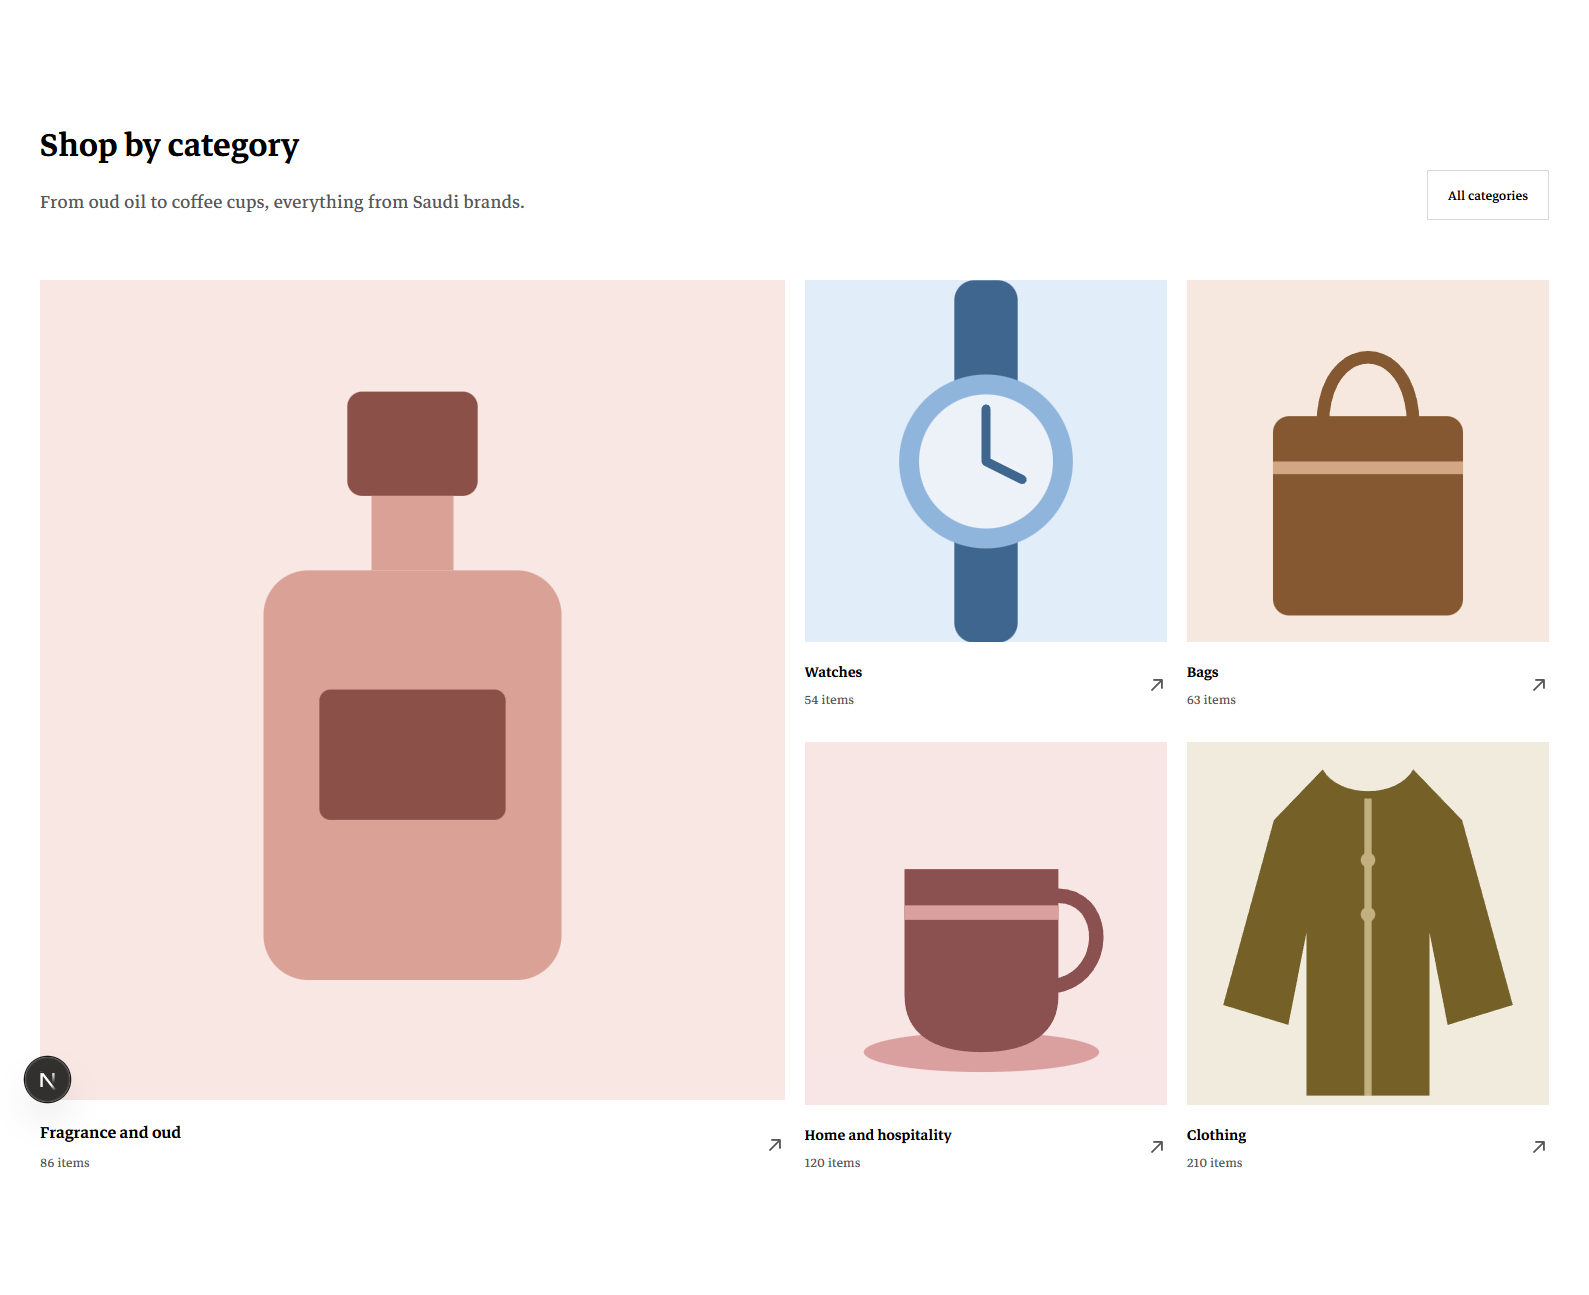 Shop by category
From oud oil to coffee cups, everything from Saudi brands.
All categories
Watches
54 items
Bags
63 items
Fragrance and oud
86 items
Home and hospitality
120 items
Clothing
210 items
N